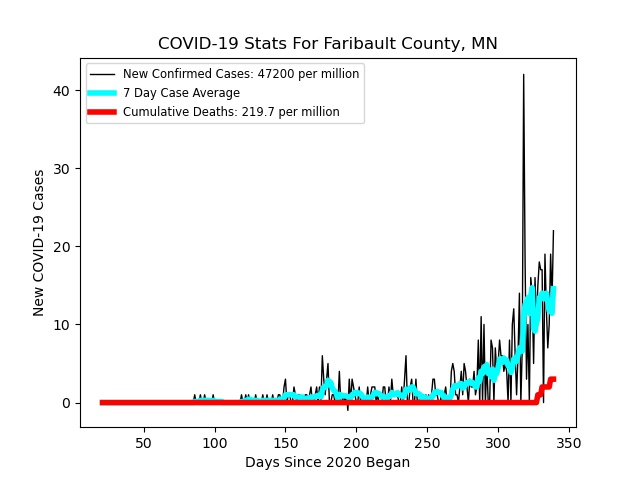 COVID-19 Stats For Faribault County, MN
New Confirmed Cases: 47200 per million
7 Day Case Average
Cumulative Deaths: 219.7 per million
New COVID-19 Cases
40
30
20
10
0
50 100 150 200 250 300 350
Days Since 2020 Began